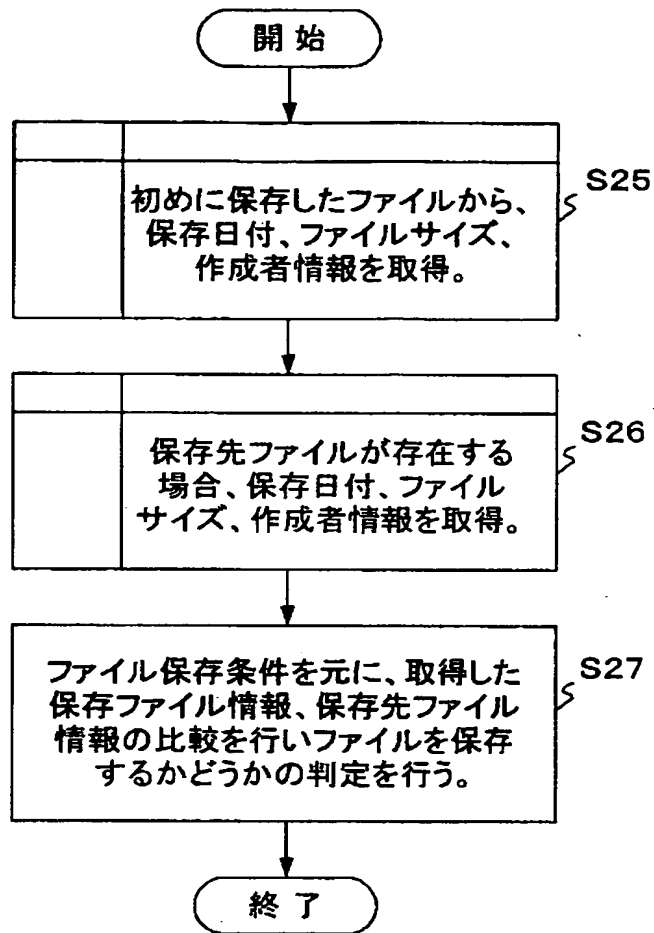 開始
初めに保存したファイルから、
保存日付、ファイルサイズ、
作成者情報を取得。
S25
保存先ファイルが存在する
場合、保存日付、ファイル
サイズ、作成者情報を取得。
S26
ファイル保存条件を元に、取得した
保存ファイル情報、保存先ファイル
情報の比較を行いファイルを保存
するかどうかの判定を行う。
S27
終了